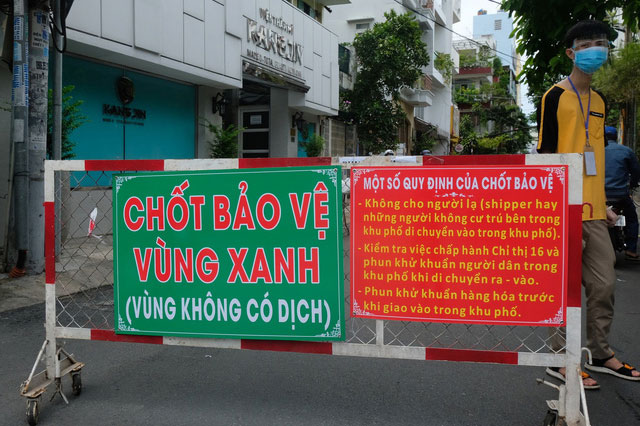 KANGJIN
KANGJIN
CHỐT BẢO VỆ
VÙNG XANH
(VÙNG KHÔNG CÓ DỊCH)
MỘT SỐ QUY ĐỊNH CỦA CHỐT BẢO VỆ
- Không cho người lạ (shipper hay
những người không cư trú bên trong
khu phố di chuyển vào trong khu phố).
- Kiểm tra việc chấp hành Chỉ thị 16 và
phun khử khuẩn người dân trong
khu phố khi di chuyển ra - vào.
- Phun khử khuẩn hàng hóa trước
khi giao vào trong khu phố.